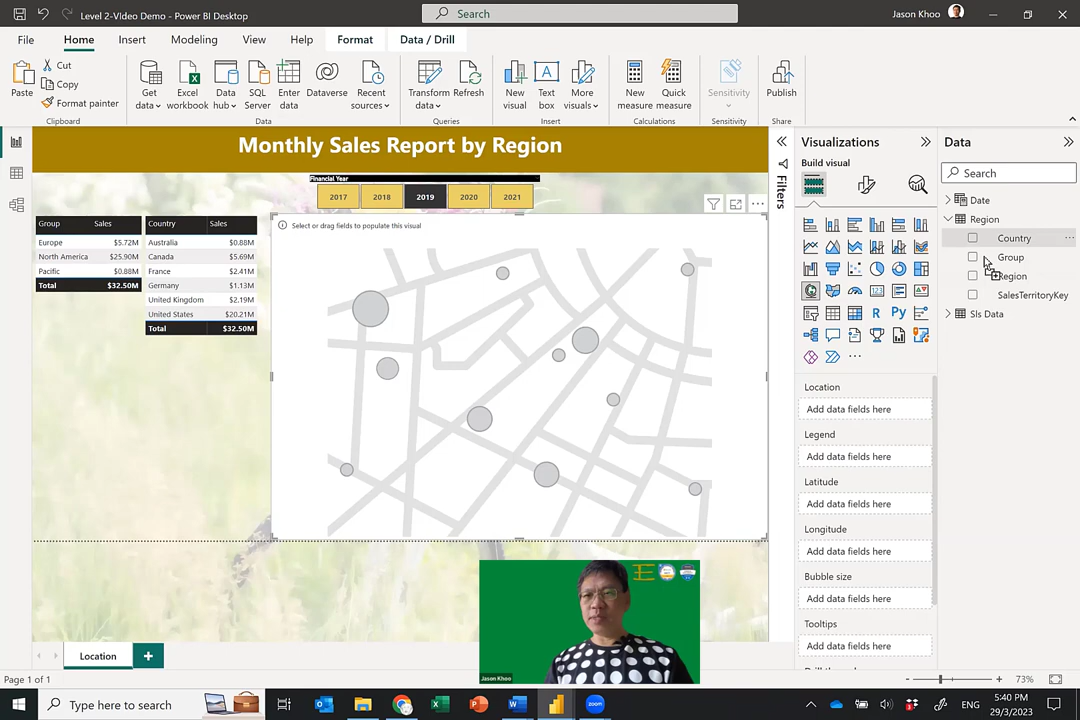 Level 2-Video Demo - Power BI Desktop
Search
Jason Khoo
File
Home
Insert
Modeling
View
Help
Format
Data / Drill
Paste
Cut
Copy
Format painter
Clipboard
Get
data
Excel
workbook
Data
hub
SQL
Server
Enter
data
Dataverse
Recent
sources
Data
Transform
data
Refresh
Queries
New
visual
Text
box
More
visuals
Insert
New
measure
Quick
measure
Calculations
Sensitivity
Sensitivity
Publish
Share
Monthly Sales Report by Region
Financial Year
2017
2018
2019
2020
2021
Group Sales
Europe $5.72M
North America $25.90M
Pacific $0.88M
Total $32.50M
Country Sales
Australia $0.88M
Canada $5.69M
France $2.41M
Germany $1.13M
United Kingdom $2.19M
United States $20.21M
Total $32.50M
Select or drag fields to populate this visual
Jason Khoo
Filters
Visualizations
Build visual
R
Py
123
Location
Add data fields here
Legend
Add data fields here
Latitude
Add data fields here
Longitude
Add data fields here
Bubble size
Add data fields here
Tooltips
Add data fields here
Data
Search
Date
Region
Country
Group
Region
SalesTerritoryKey
Sls Data
Location
Page 1 of 1
73%
Type here to search
zoom
ENG
5:40 PM
29/3/2023